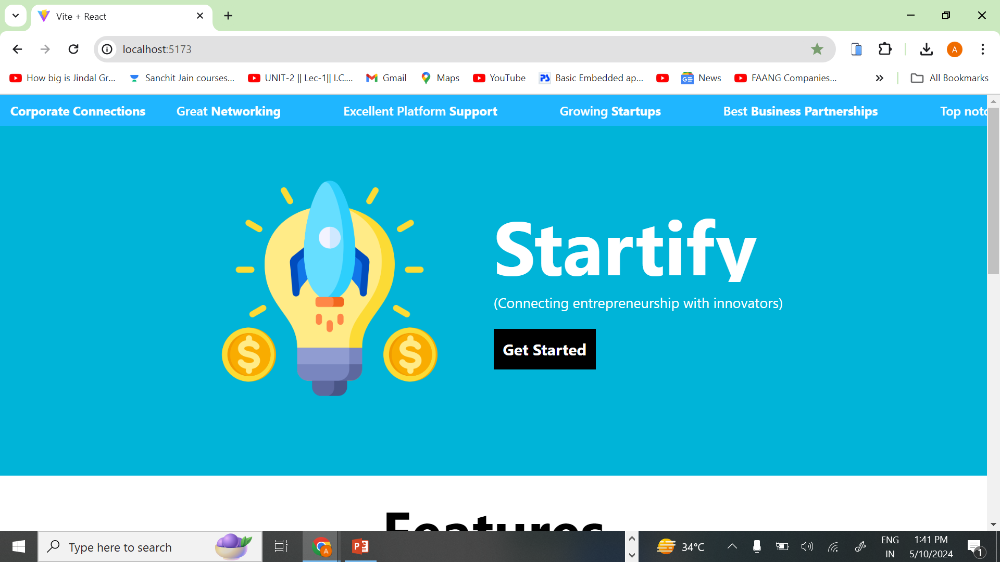 Vite + React
localhost:5173
How big is Jindal Gr... Sanchit Jain courses... UNIT-2 || Lec-1|| I.C.... Gmail Maps YouTube Basic Embedded ap... News FAANG Companies... » All Bookmarks
Corporate Connections Great Networking Excellent Platform Support Growing Startups Best Business Partnerships Top notc
Startify
(Connecting entrepreneurship with innovators)
Get Started
Features
Type here to search 34°C ENG 1:41 PM
IN 5/10/2024 1